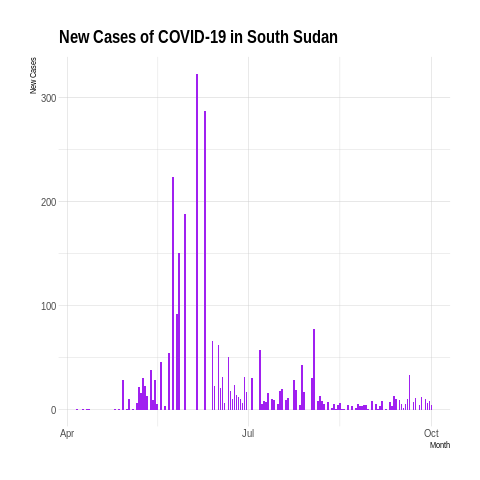 New Cases of COVID-19 in South Sudan
New Cases
300
200
100
0
Apr
Jul
Oct
Month